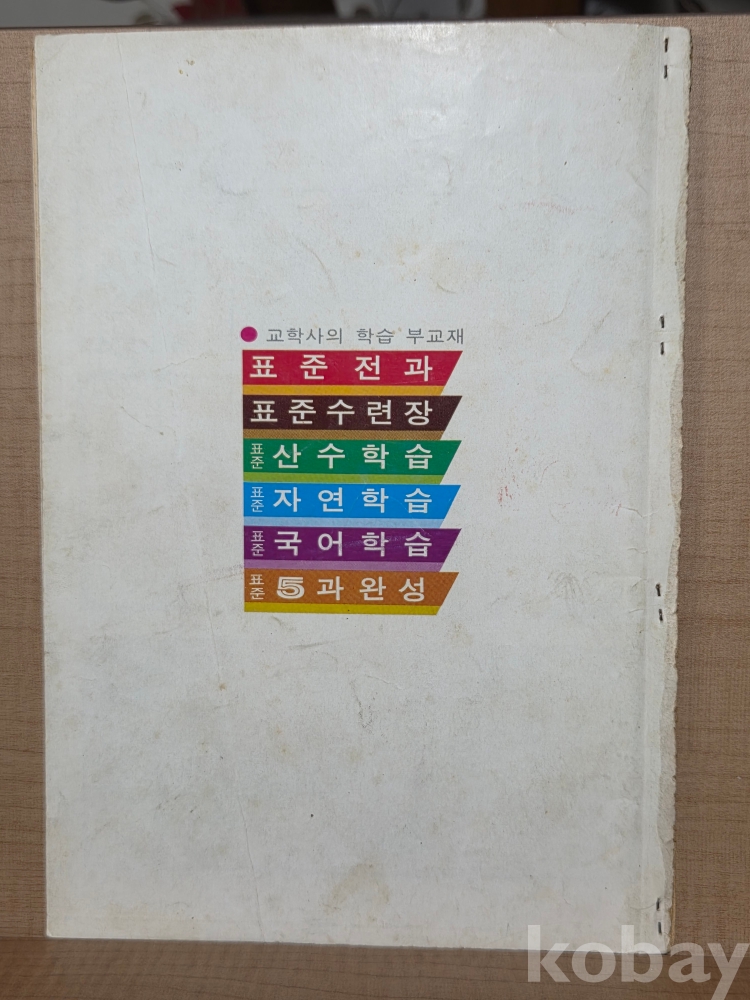 ● 교학사의 학습 부교재
표준전과
표준수련장
표준 산수학습
표준 자연학습
표준 국어학습
표준 5과완성
kobay